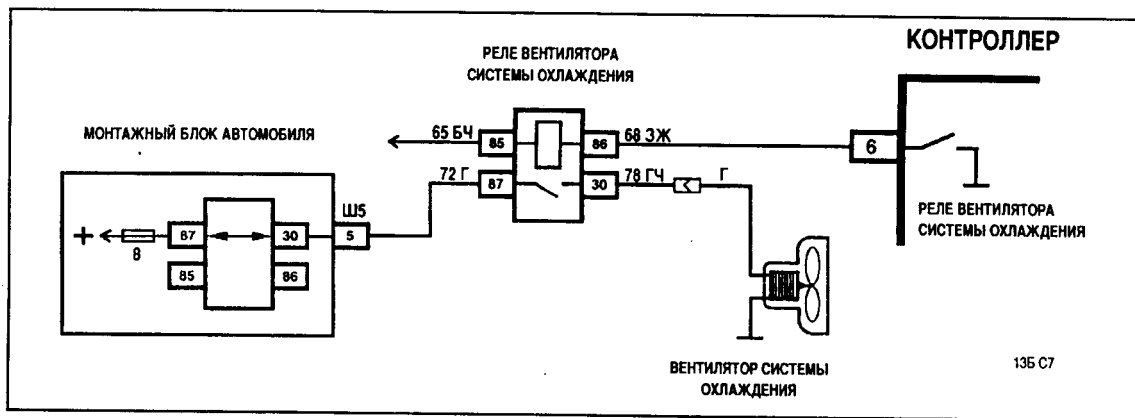 КОНТРОЛЛЕР
РЕЛЕ ВЕНТИЛЯТОРА
СИСТЕМЫ ОХЛАЖДЕНИЯ
МОНТАЖНЫЙ БЛОК АВТОМОБИЛЯ
65 БЧ
85
86
68 ЗЖ
6
72 Г
87
30
78 ГЧ
Г
Ш5
+
8
87
30
5
85
86
РЕЛЕ ВЕНТИЛЯТОРА
СИСТЕМЫ ОХЛАЖДЕНИЯ
ВЕНТИЛЯТОР СИСТЕМЫ
ОХЛАЖДЕНИЯ
13Б С7